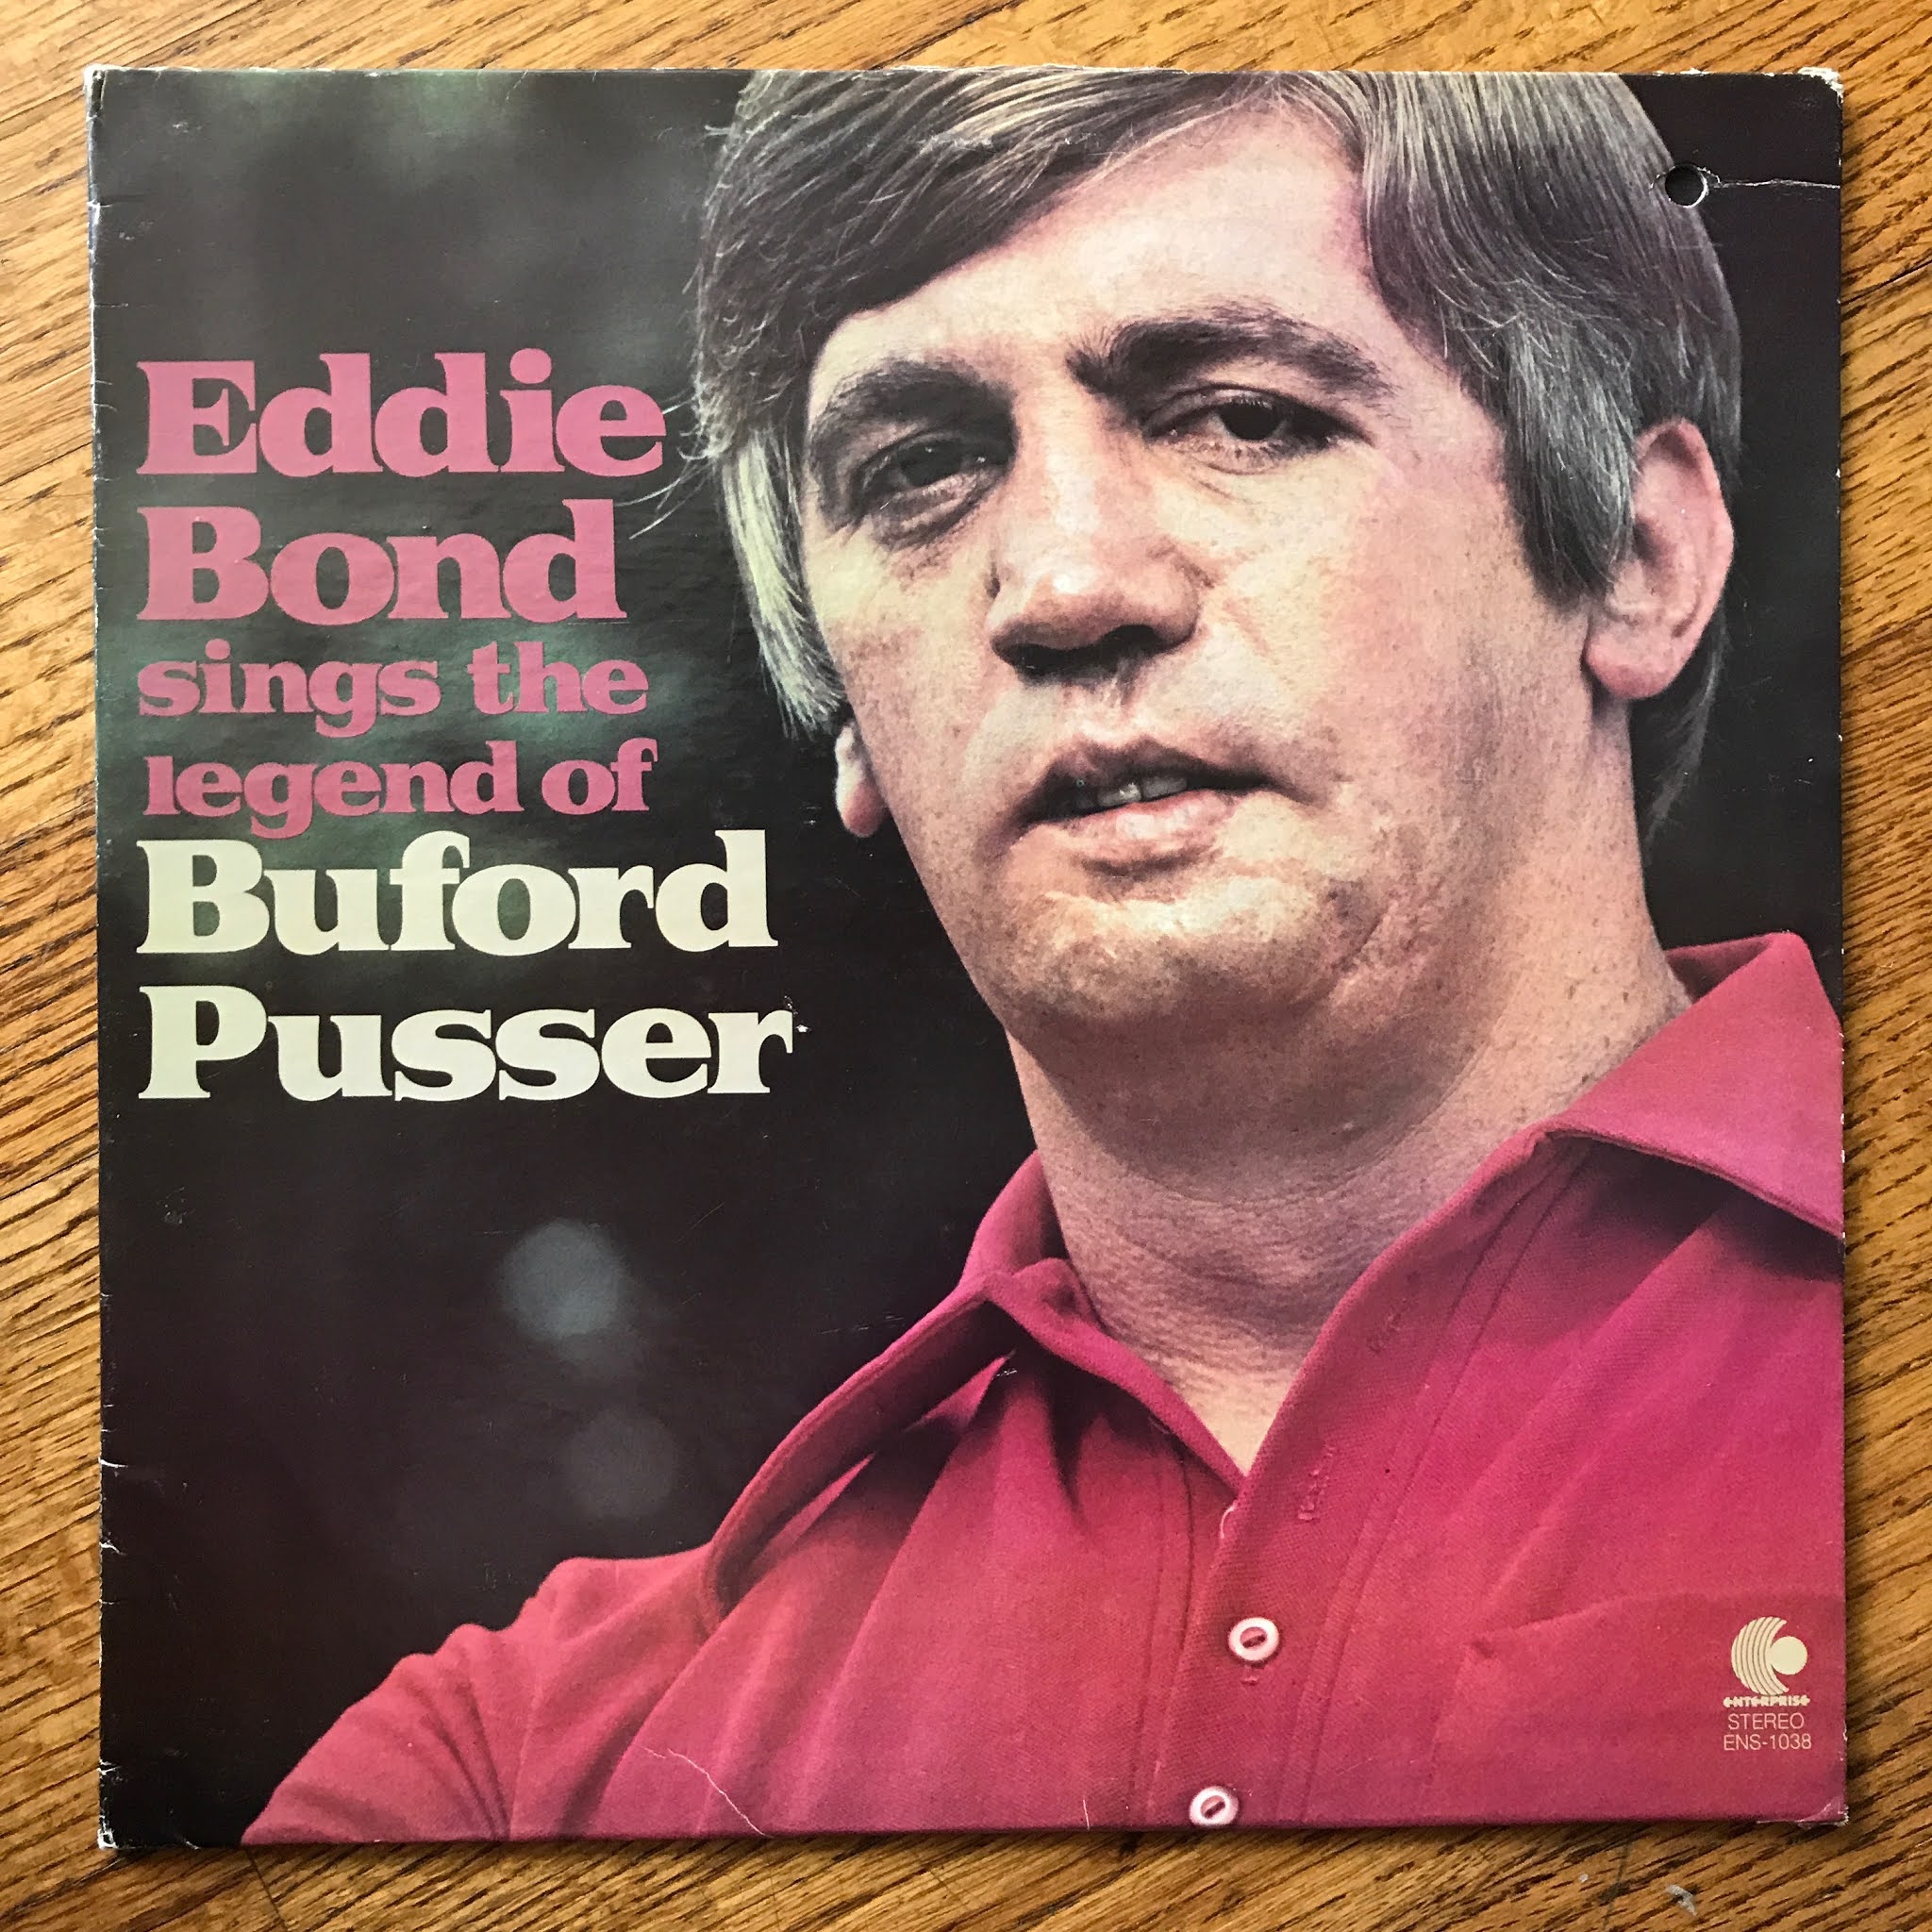 Eddie
Bond
sings the
legend of
Buford
Pusser
ENTERPRISE
STEREO
ENS-1038